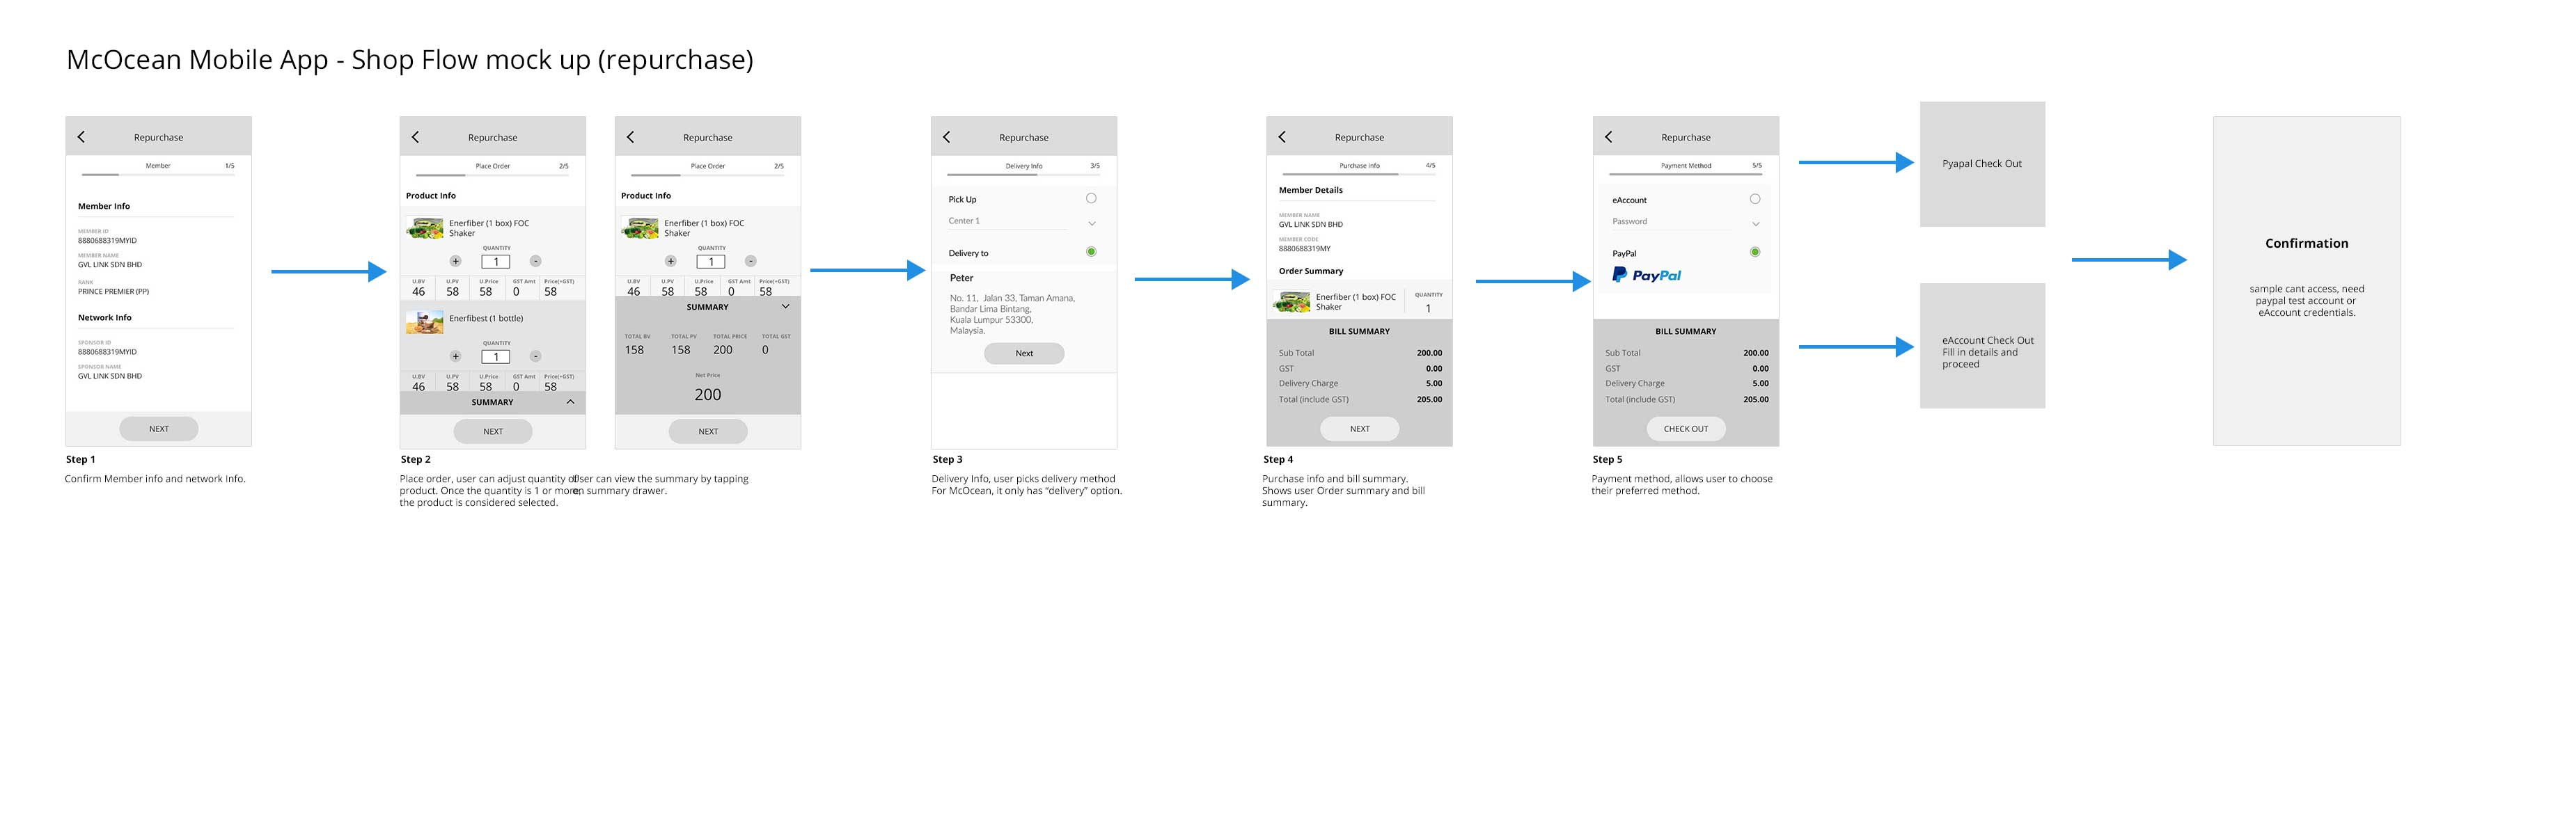 McOcean Mobile App - Shop Flow mock up (repurchase)
Repurchase
Member 1/5
Member Info
MEMBER ID
8880688319MYID
MEMBER NAME
GVL LINK SDN BHD
RANK
PRINCE PREMIER (PP)
Network Info
SPONSOR ID
8880688319MYID
SPONSOR NAME
GVL LINK SDN BHD
NEXT
Step 1
Confirm Member info and network Info.
Repurchase
Place Order 2/5
Product Info
Enerfiber (1 box) FOC
Shaker
QUANTITY
+ 1 -
U.BV U.PV U.Price GST Amt Price(+GST)
46 58 58 0 58
Enerfibest (1 bottle)
QUANTITY
+ 1 -
U.BV U.PV U.Price GST Amt Price(+GST)
46 58 58 0 58
SUMMARY
NEXT
Step 2
Place order, user can adjust quantity of
product. Once the quantity is 1 or more,
the product is considered selected.
Repurchase
Place Order 2/5
Product Info
Enerfiber (1 box) FOC
Shaker
QUANTITY
+ 1 -
U.BV U.PV U.Price GST Amt Price(+GST)
46 58 58 0 58
SUMMARY
TOTAL BV TOTAL PV TOTAL PRICE TOTAL GST
158 158 200 0
Net Price
200
NEXT
User can view the summary by tapping
on summary drawer.
Repurchase
Delivery Info 3/5
Pick Up
Center 1
Delivery to
Peter
No. 11, Jalan 33, Taman Amana,
Bandar Lima Bintang,
Kuala Lumpur 53300,
Malaysia.
Next
Step 3
Delivery Info, user picks delivery method
For McOcean, it only has “delivery” option.
Repurchase
Purchase Info 4/5
Member Details
MEMBER NAME
GVL LINK SDN BHD
MEMBER CODE
8880688319MY
Order Summary
Enerfiber (1 box) FOC
Shaker
QUANTITY
1
BILL SUMMARY
Sub Total 200.00
GST 0.00
Delivery Charge 5.00
Total (include GST) 205.00
NEXT
Step 4
Purchase info and bill summary.
Shows user Order summary and bill
summary.
Repurchase
Payment Method 5/5
eAccount
Password
PayPal
PayPal
BILL SUMMARY
Sub Total 200.00
GST 0.00
Delivery Charge 5.00
Total (include GST) 205.00
CHECK OUT
Step 5
Payment method, allows user to choose
their preferred method.
Pyapal Check Out
eAccount Check Out
Fill in details and
proceed
Confirmation
sample cant access, need
paypal test account or
eAccount credentials.